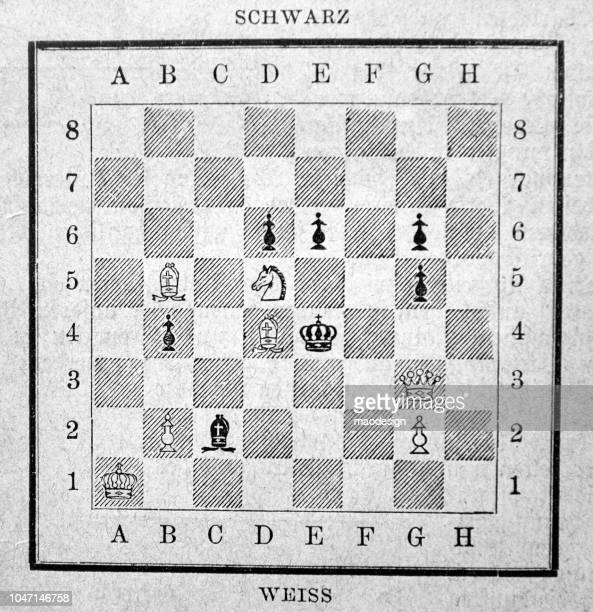 SCHWARZ
A B C D E F G H
8 8
7 7
6 6
5 5
4 4
3 3
gettyimages
maodesign
2 2
1 1
A B C D E F G H
WEISS
1047146758